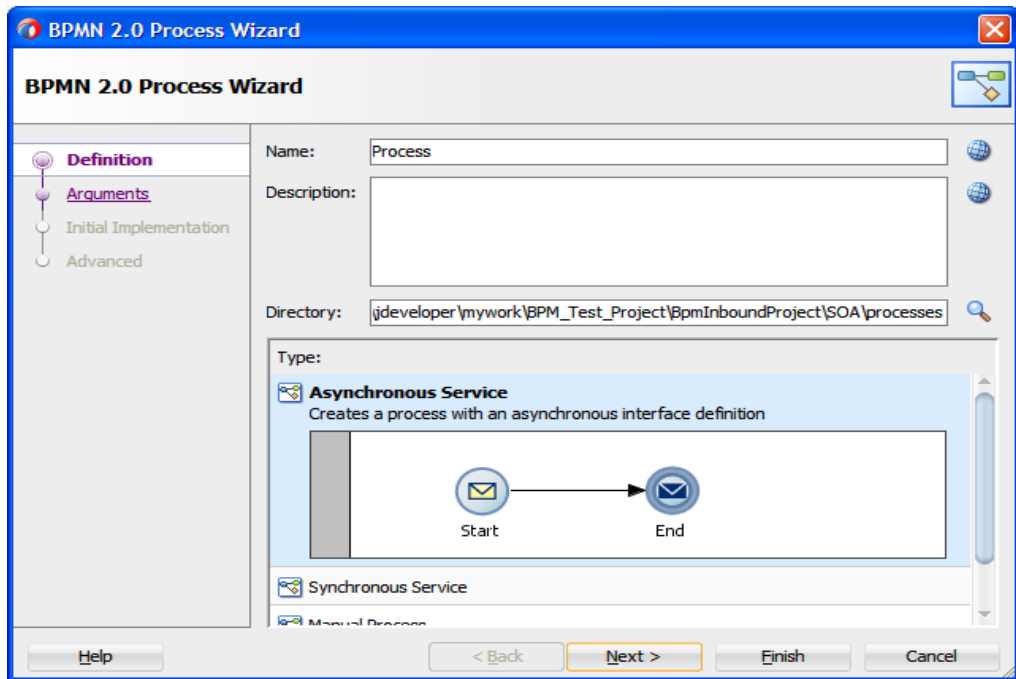 BPMN 2.0 Process Wizard
BPMN 2.0 Process Wizard
Definition
Arguments
Initial Implementation
Advanced
Name: Process
Description:
Directory: \jdeveloper\mywork\BPM_Test_Project\BpmInboundProject\SOA\processes
Type:
Asynchronous Service
Creates a process with an asynchronous interface definition
Start End
Synchronous Service
Manual Process
Help < Back Next > Finish Cancel